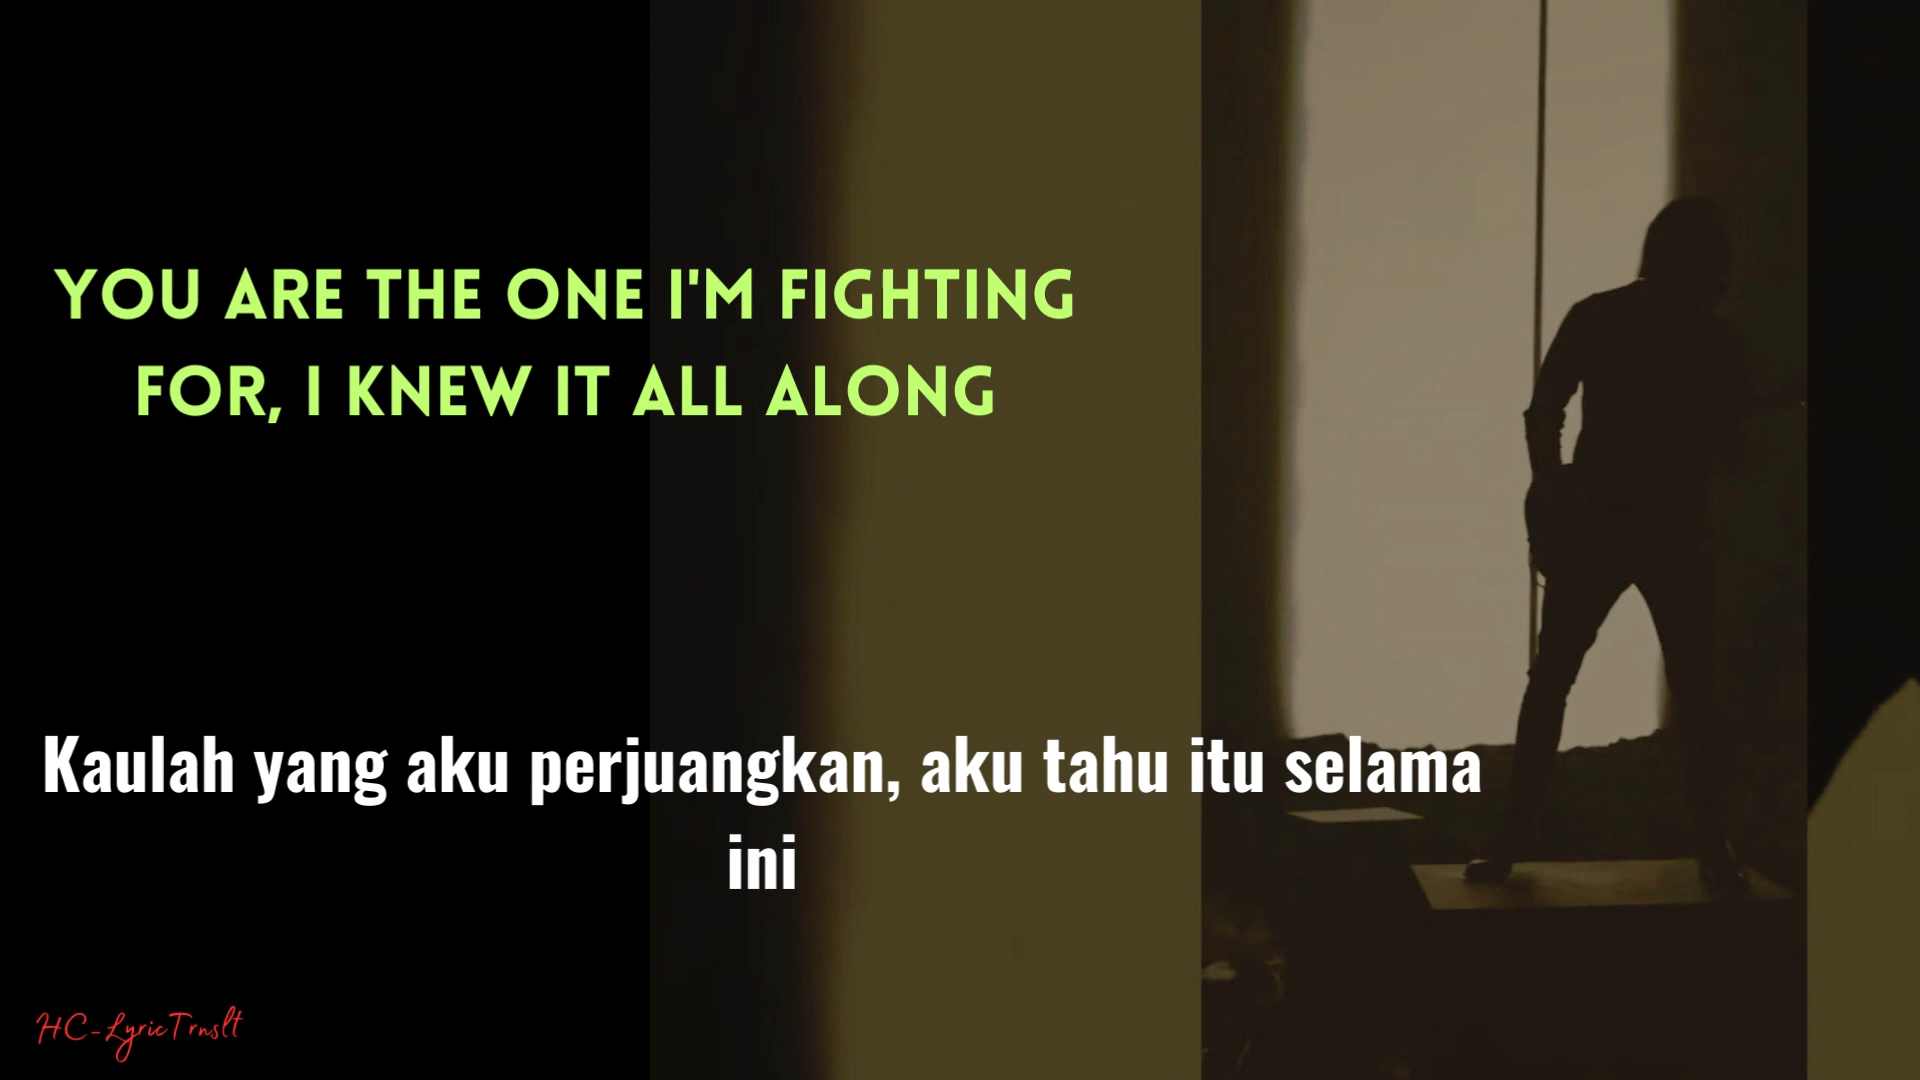 YOU ARE THE ONE I'M FIGHTING
FOR, I KNEW IT ALL ALONG
Kaulah yang aku perjuangkan, aku tahu itu selama
ini
HC-LyricTrnslt